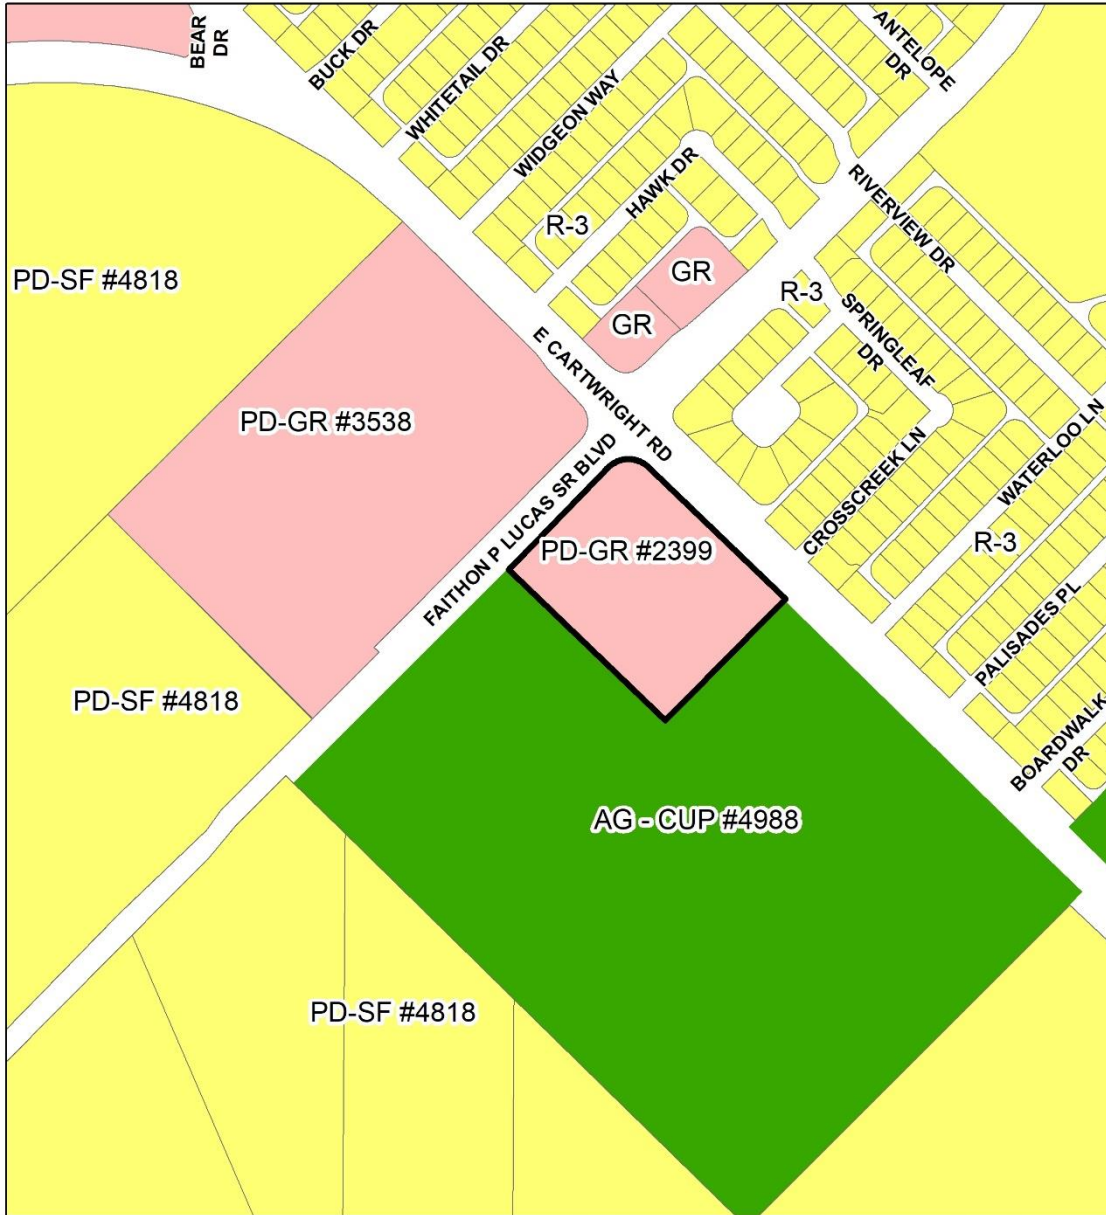 BEAR
DR
BUCK DR
WHITETAIL DR
WIDGEON WAY
ANTELOPE
DR
HAWK DR
R-3
RIVERVIEW DR
PD-SF #4818
GR
R-3
GR
SPRINGLEAF
DR
E CARTWRIGHT RD
PD-GR #3538
WATERLOO LN
CROSSCREEK LN
FAITHON P LUCAS SR BLVD
PD-GR #2399
R-3
PALISADES PL
PD-SF #4818
BOARDWALK
DR
AG - CUP #4988
PD-SF #4818